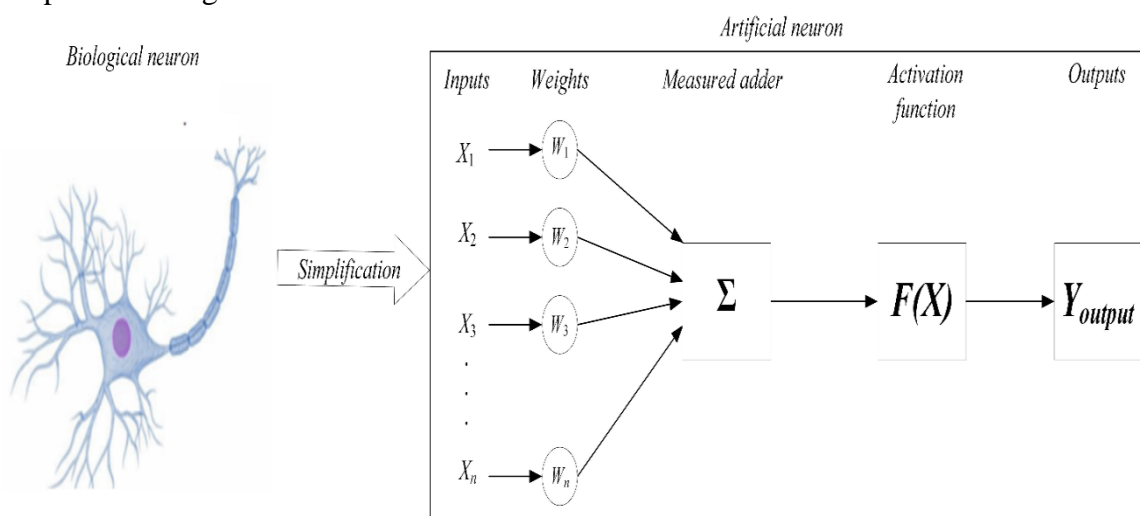 Artificial neuron
Biological neuron
Inputs Weights Measured adder Activation function Outputs
X1 W1
X2 W2
Simplification
Σ F(X) Youtput
X3 W3
.
.
.
Xn Wn